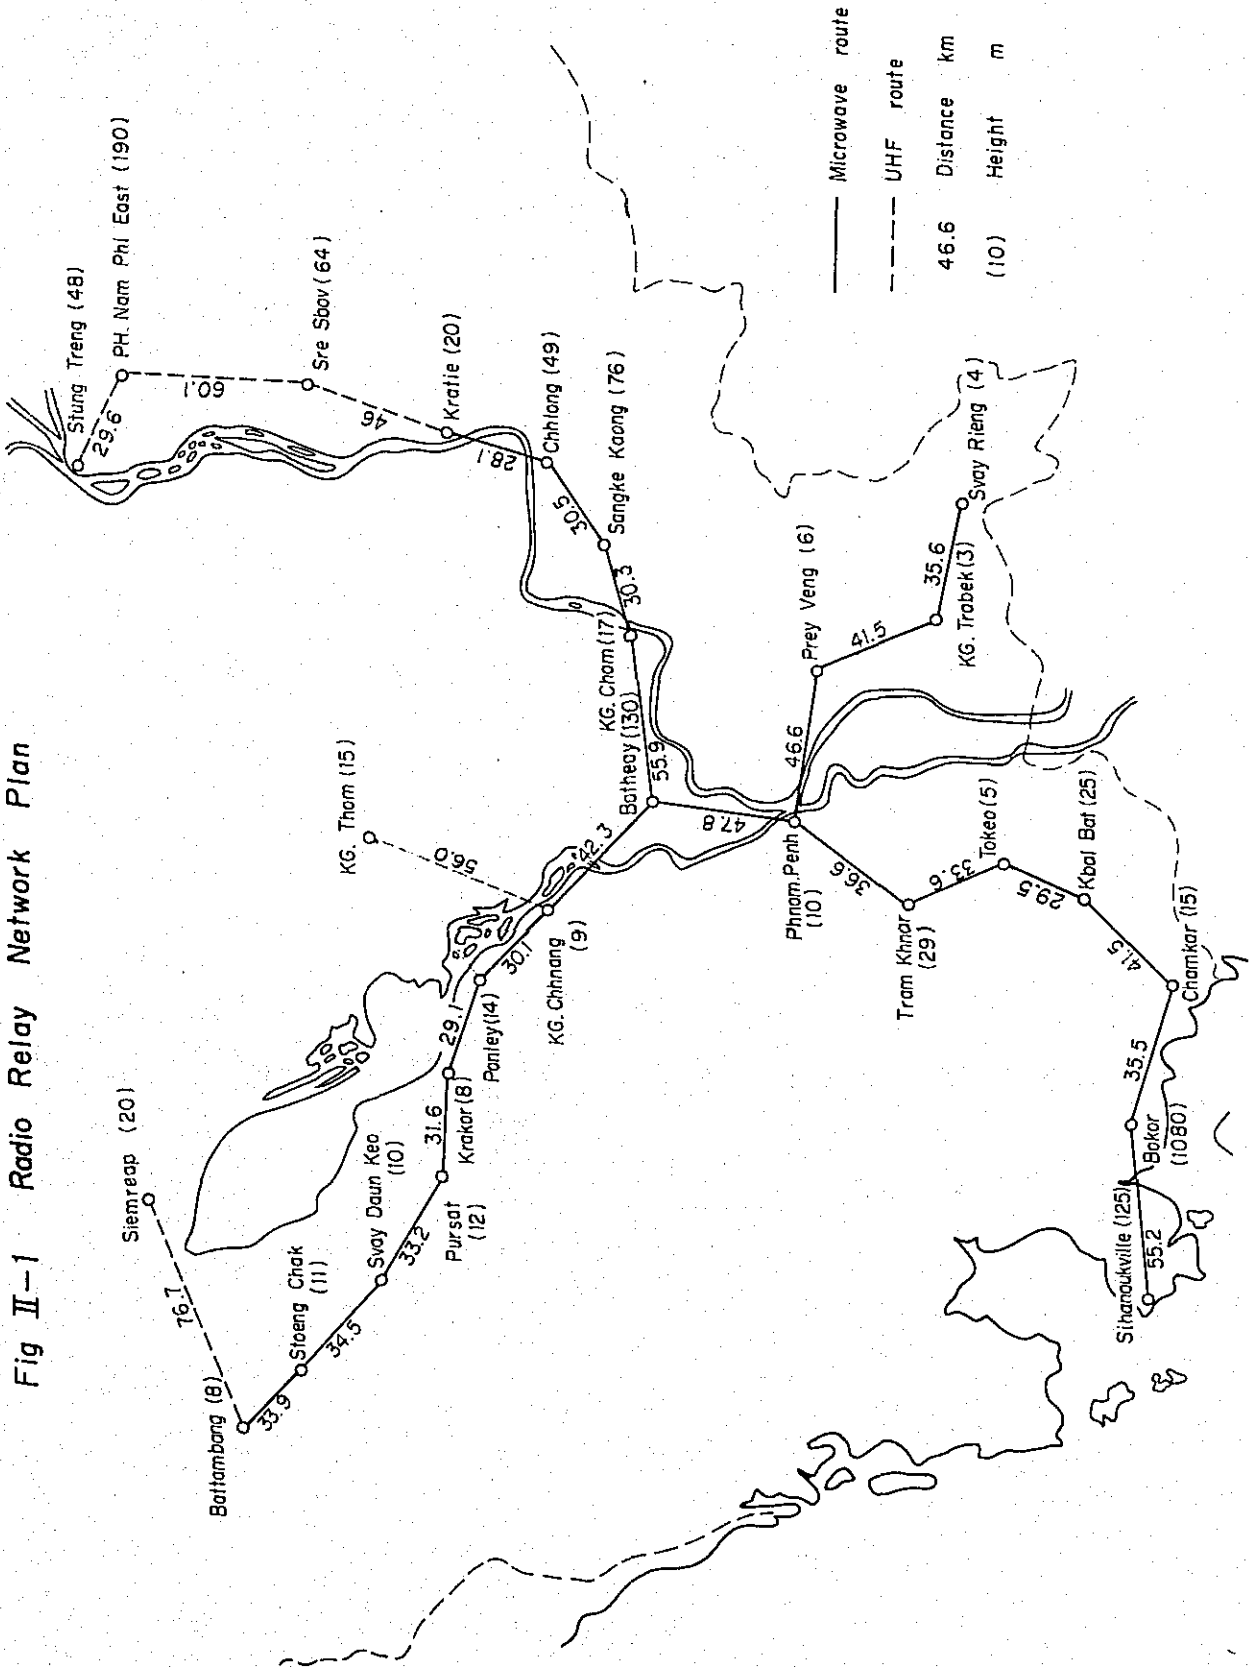 Fig II-1 Radio Relay Network Plan
Stung Treng (48)
29.6
PH. Nam Phi East (190)
60.1
Sre Sbov (64)
46
Kratie (20)
28.1
Chhlong (49)
30.5
Sangke Kaong (76)
30.3
KG. Cham (17)
55.9
Batheay (130)
47.8
42.3
KG. Thom (15)
56.0
KG. Chhnang
(9)
30.1
Ponley (14)
29.1
Krakor (8)
31.6
Pursat
(12)
33.2
Svay Daun Keo
(10)
34.5
Stoeng Chak
(11)
33.9
Battambang (8)
76.7
Siemreap (20)
Phnom Penh
(10)
46.6
Prey Veng (6)
41.5
KG. Trabek (3)
35.6
Svay Rieng (4)
36.6
Tram Khnar
(29)
33.6
Takeo (5)
29.5
Kbal Bat (25)
41.5
Chamkar (15)
35.5
Bokor
(1080)
55.2
Sihanoukville (125)
Microwave route
UHF route
46.6 Distance km
(10) Height m